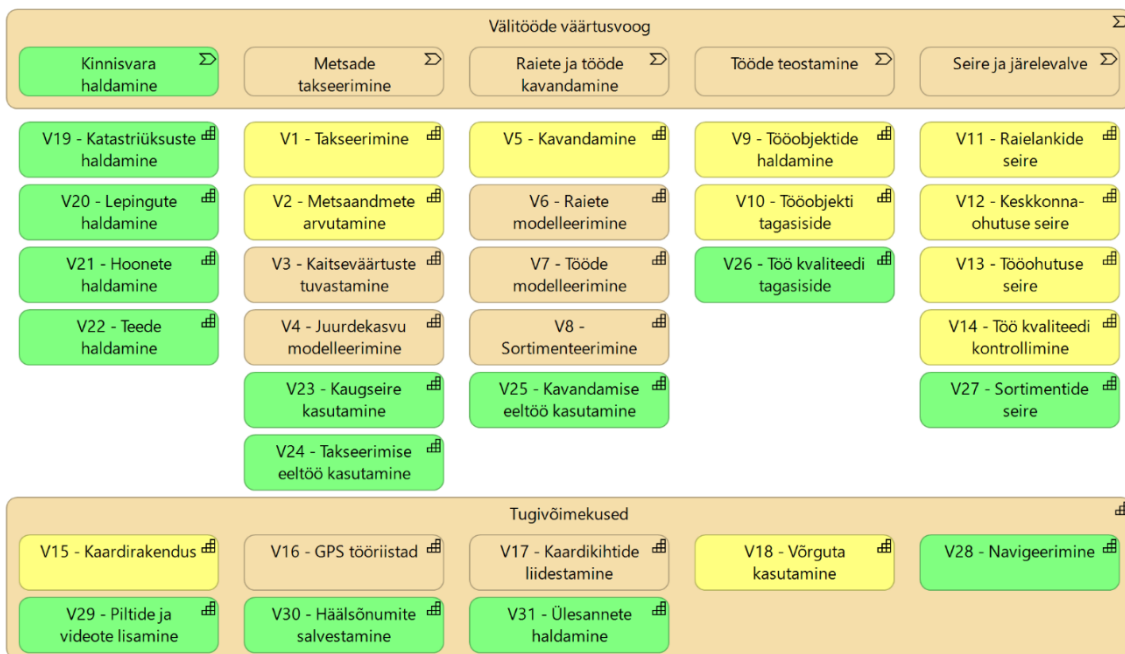 Välitööde väärtusvoog
Kinnisvara
haldamine
Metsade
takseerimine
Raiete ja tööde
kavandamine
Tööde teostamine
Seire ja järelevalve
V19 - Katastriüksuste
haldamine
V1 - Takseerimine
V5 - Kavandamine
V9 - Tööobjektide
haldamine
V11 - Raielankide
seire
V20 - Lepingute
haldamine
V2 - Metsaandmete
arvutamine
V6 - Raiete
modelleerimine
V10 - Tööobjekti
tagasiside
V12 - Keskkonna-
ohutuse seire
V21 - Hoonete
haldamine
V3 - Kaitseväärtuste
tuvastamine
V7 - Tööde
modelleerimine
V26 - Töö kvaliteedi
tagasiside
V13 - Tööohutuse
seire
V22 - Teede
haldamine
V4 - Juurdekasvu
modelleerimine
V8 -
Sortimenteerimine
V14 - Töö kvaliteedi
kontrollimine
V23 - Kaugseire
kasutamine
V25 - Kavandamise
eeltöö kasutamine
V27 - Sortimentide
seire
V24 - Takseerimise
eeltöö kasutamine
Tugivõimekused
V15 - Kaardirakendus
V16 - GPS tööriistad
V17 - Kaardikihtide
liidestamine
V18 - Võrguta
kasutamine
V28 - Navigeerimine
V29 - Piltide ja
videote lisamine
V30 - Häälsõnumite
salvestamine
V31 - Ülesannete
haldamine